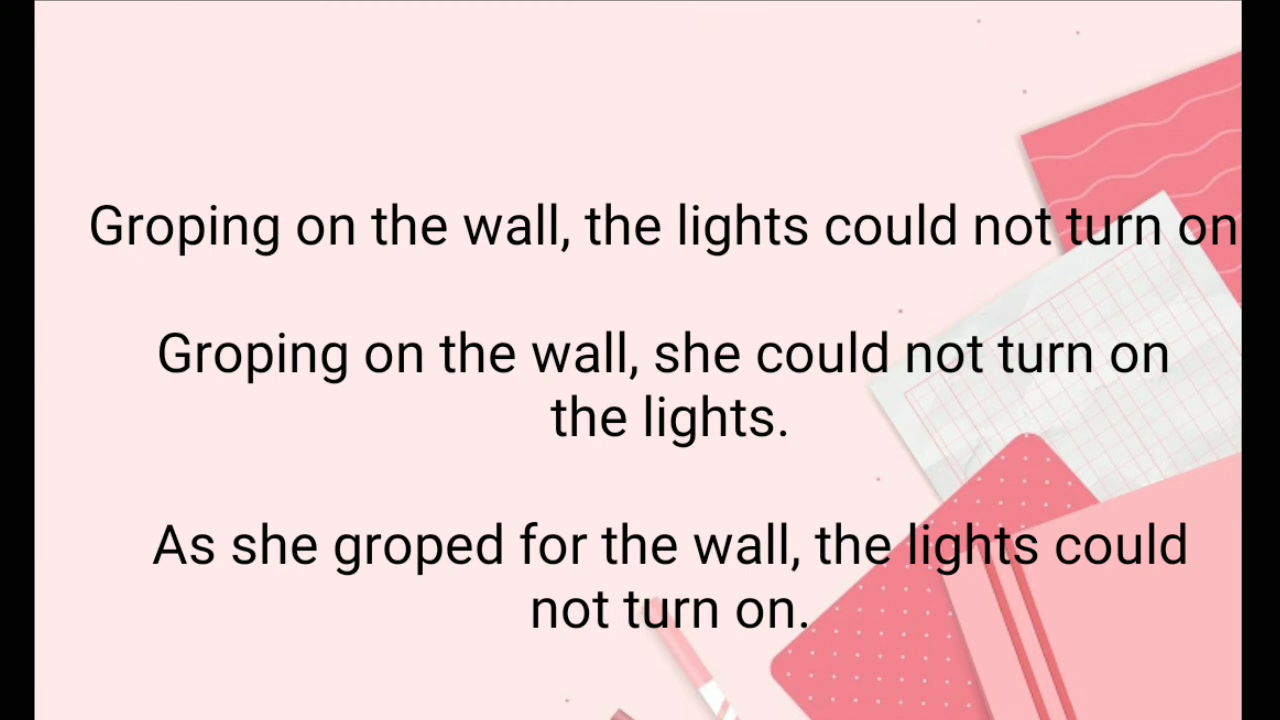 Groping on the wall, the lights could not turn on
Groping on the wall, she could not turn on
the lights.
As she groped for the wall, the lights could
not turn on.